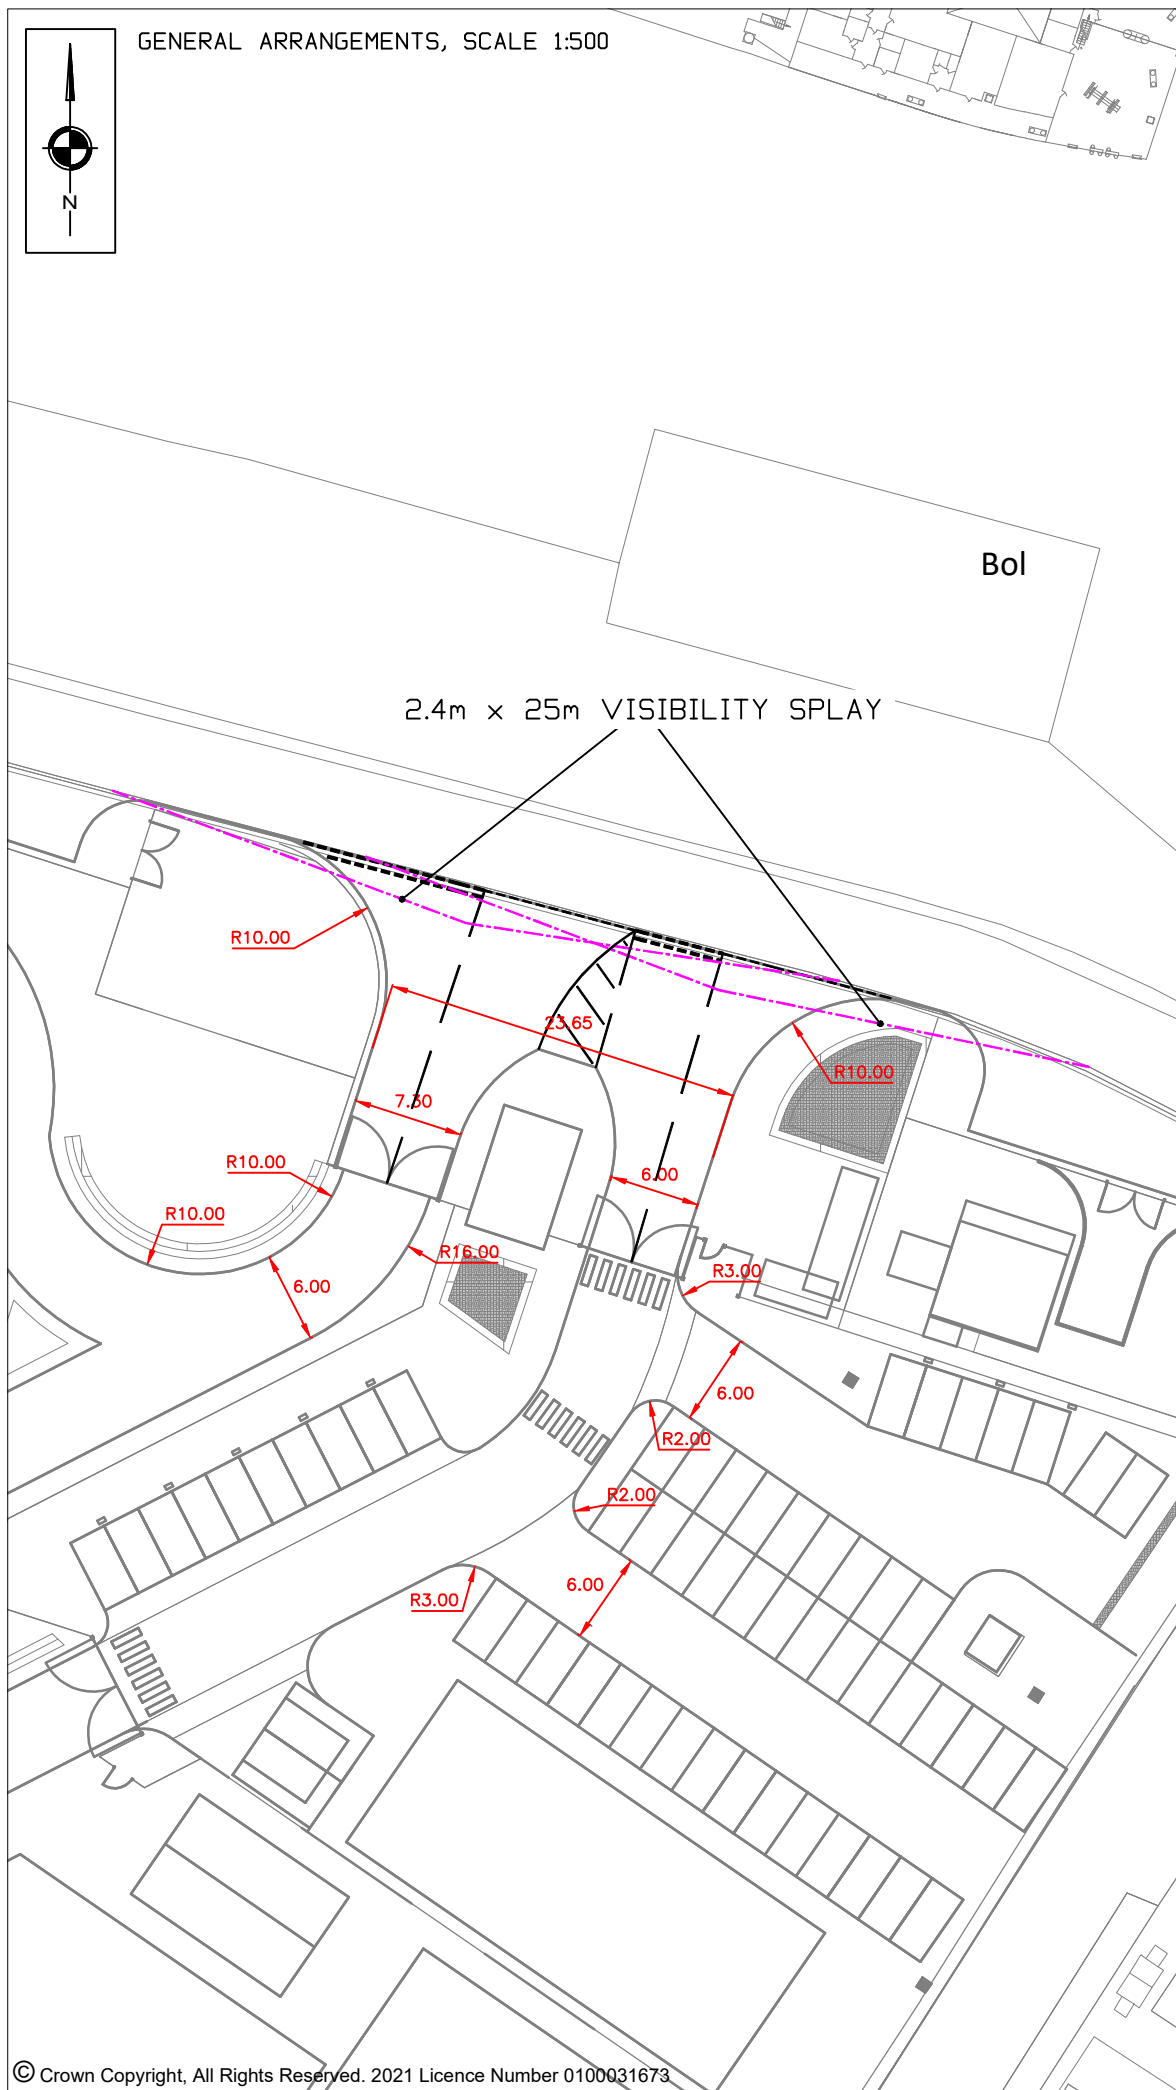 GENERAL ARRANGEMENTS, SCALE 1:500
N
Bol
2.4m x 25m VISIBILITY SPLAY
R10.00
23.65
R10.00
7.30
R10.00
6.00
R10.00
R16.00
R3.00
6.00
6.00
R2.00
R2.00
6.00
R3.00
© Crown Copyright, All Rights Reserved. 2021 Licence Number 0100031673